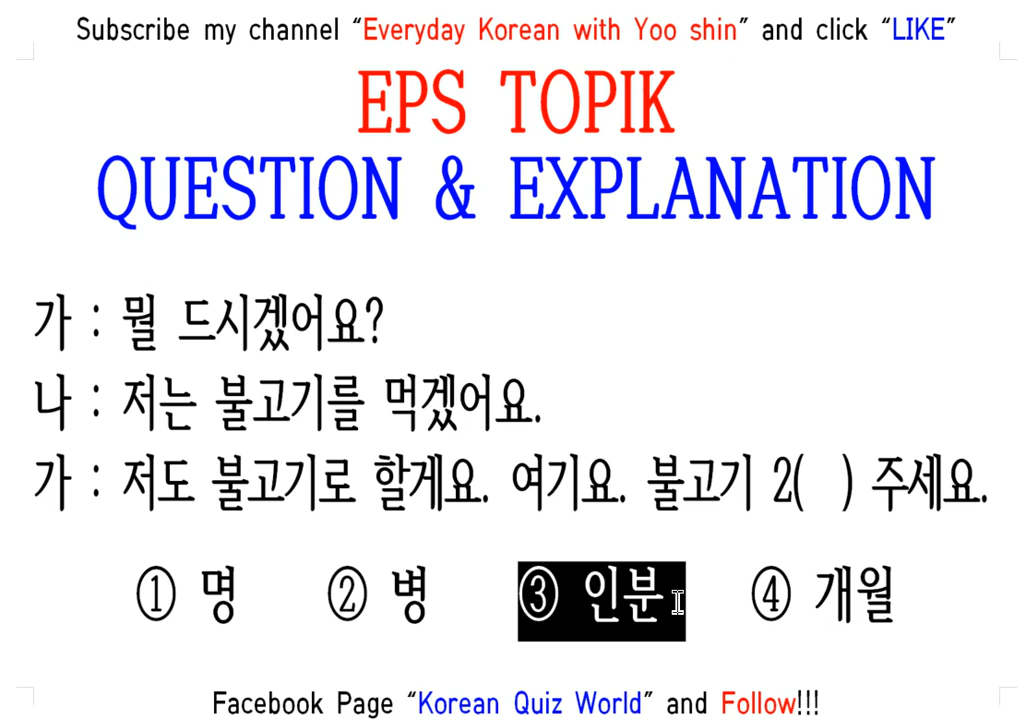 Subscribe my channel “Everyday Korean with Yoo shin” and click “LIKE”
EPS TOPIK
QUESTION & EXPLANATION
가 : 뭘 드시겠어요?
나 : 저는 불고기를 먹겠어요.
가 : 저도 불고기로 할게요. 여기요. 불고기 2( ) 주세요.
① 명 ② 병 ③ 인분 ④ 개월
Facebook Page “Korean Quiz World” and Follow!!!